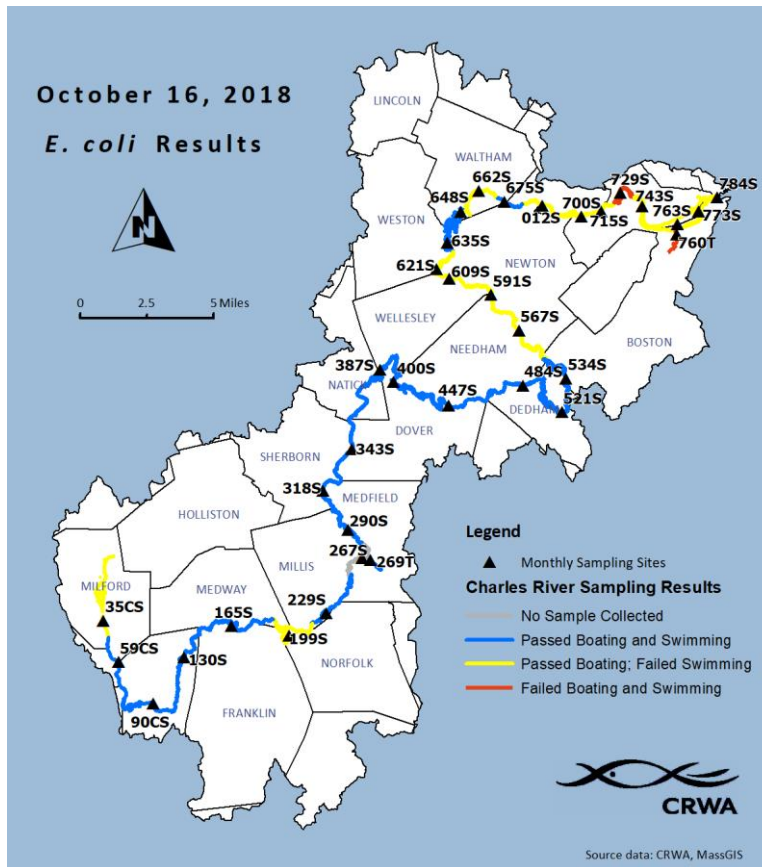 October 16, 2018
E. coli Results
N
0 2.5 5 Miles
LINCOLN
WALTHAM
WESTON
NEWTON
WELLESLEY
NEEDHAM
BOSTON
NATICK
DEDHAM
DOVER
SHERBORN
MEDFIELD
HOLLISTON
MILLIS
MILFORD
MEDWAY
NORFOLK
FRANKLIN
729S
784S
662S
675S
743S
648S
700S
763S
773S
012S
715S
760T
635S
621S
609S
591S
567S
387S
400S
484S
534S
447S
521S
343S
318S
290S
267S
269T
35CS
165S
229S
199S
59CS
130S
90CS
Legend
Monthly Sampling Sites
Charles River Sampling Results
No Sample Collected
Passed Boating and Swimming
Passed Boating; Failed Swimming
Failed Boating and Swimming
CRWA
Source data: CRWA, MassGIS